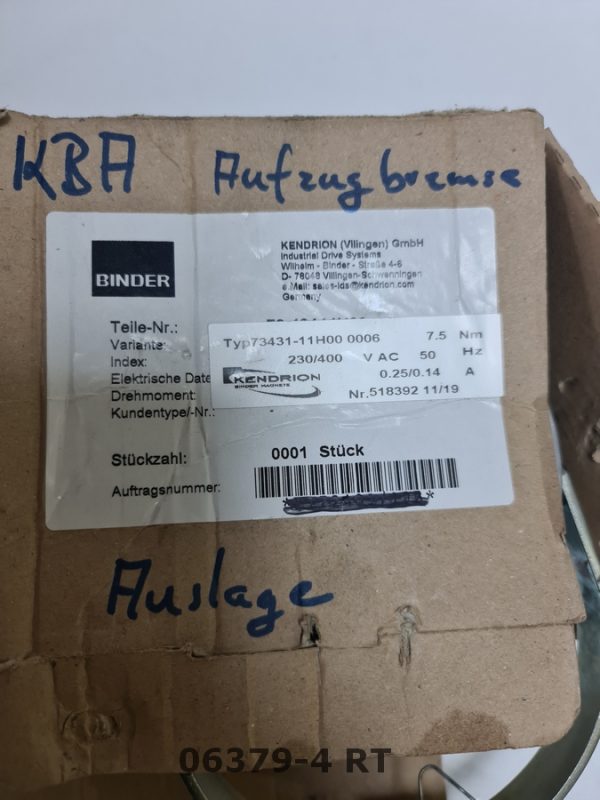 KBA Aufzugbremse
BINDER
KENDRION (Villingen) GmbH
Industrial Drive Systems
Wilhelm - Binder - Straße 4-6
D- 78048 Villingen-Schwenningen
e.Mail: sales-ids@kendrion.com
Germany
Teile-Nr.:
Variante:
Index:
Elektrische Date
Drehmoment:
Kundentype/-Nr.:
Typ73431-11H00 0006 7.5 Nm
230/400 V AC 50 Hz
KENDRION 0.25/0.14 A
BINDER MAGNETE
Nr.518392 11/19
Stückzahl: 0001 Stück
Auftragsnummer:
Auslage
06379-4 RT